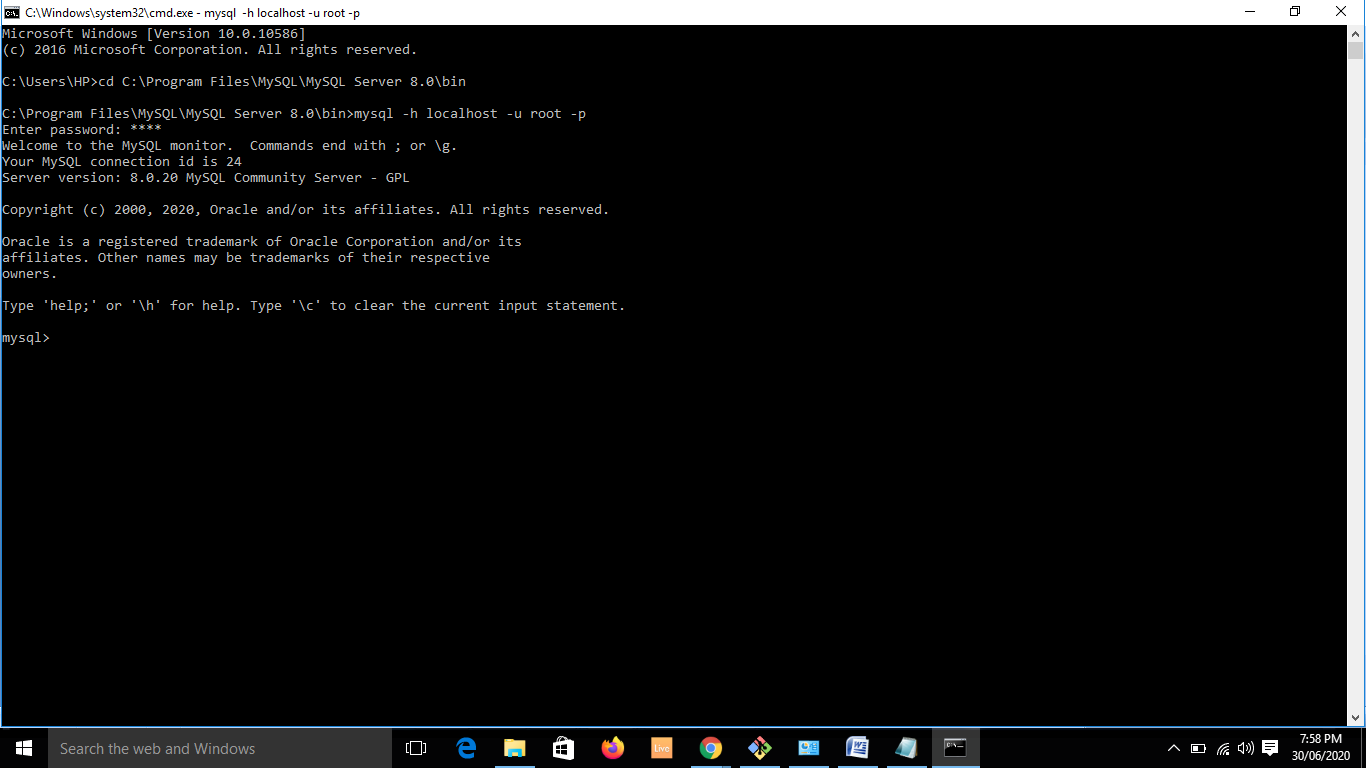 C:\Windows\system32\cmd.exe - mysql  -h localhost -u root -p
Microsoft Windows [Version 10.0.10586]
(c) 2016 Microsoft Corporation. All rights reserved.
C:\Users\HP>cd C:\Program Files\MySQL\MySQL Server 8.0\bin
C:\Program Files\MySQL\MySQL Server 8.0\bin>mysql -h localhost -u root -p
Enter password: ****
Welcome to the MySQL monitor.  Commands end with ; or \g.
Your MySQL connection id is 24
Server version: 8.0.20 MySQL Community Server - GPL
Copyright (c) 2000, 2020, Oracle and/or its affiliates. All rights reserved.
Oracle is a registered trademark of Oracle Corporation and/or its
affiliates. Other names may be trademarks of their respective
owners.
Type 'help;' or '\h' for help. Type '\c' to clear the current input statement.
mysql>
Search the web and Windows
Live
7:58 PM
30/06/2020